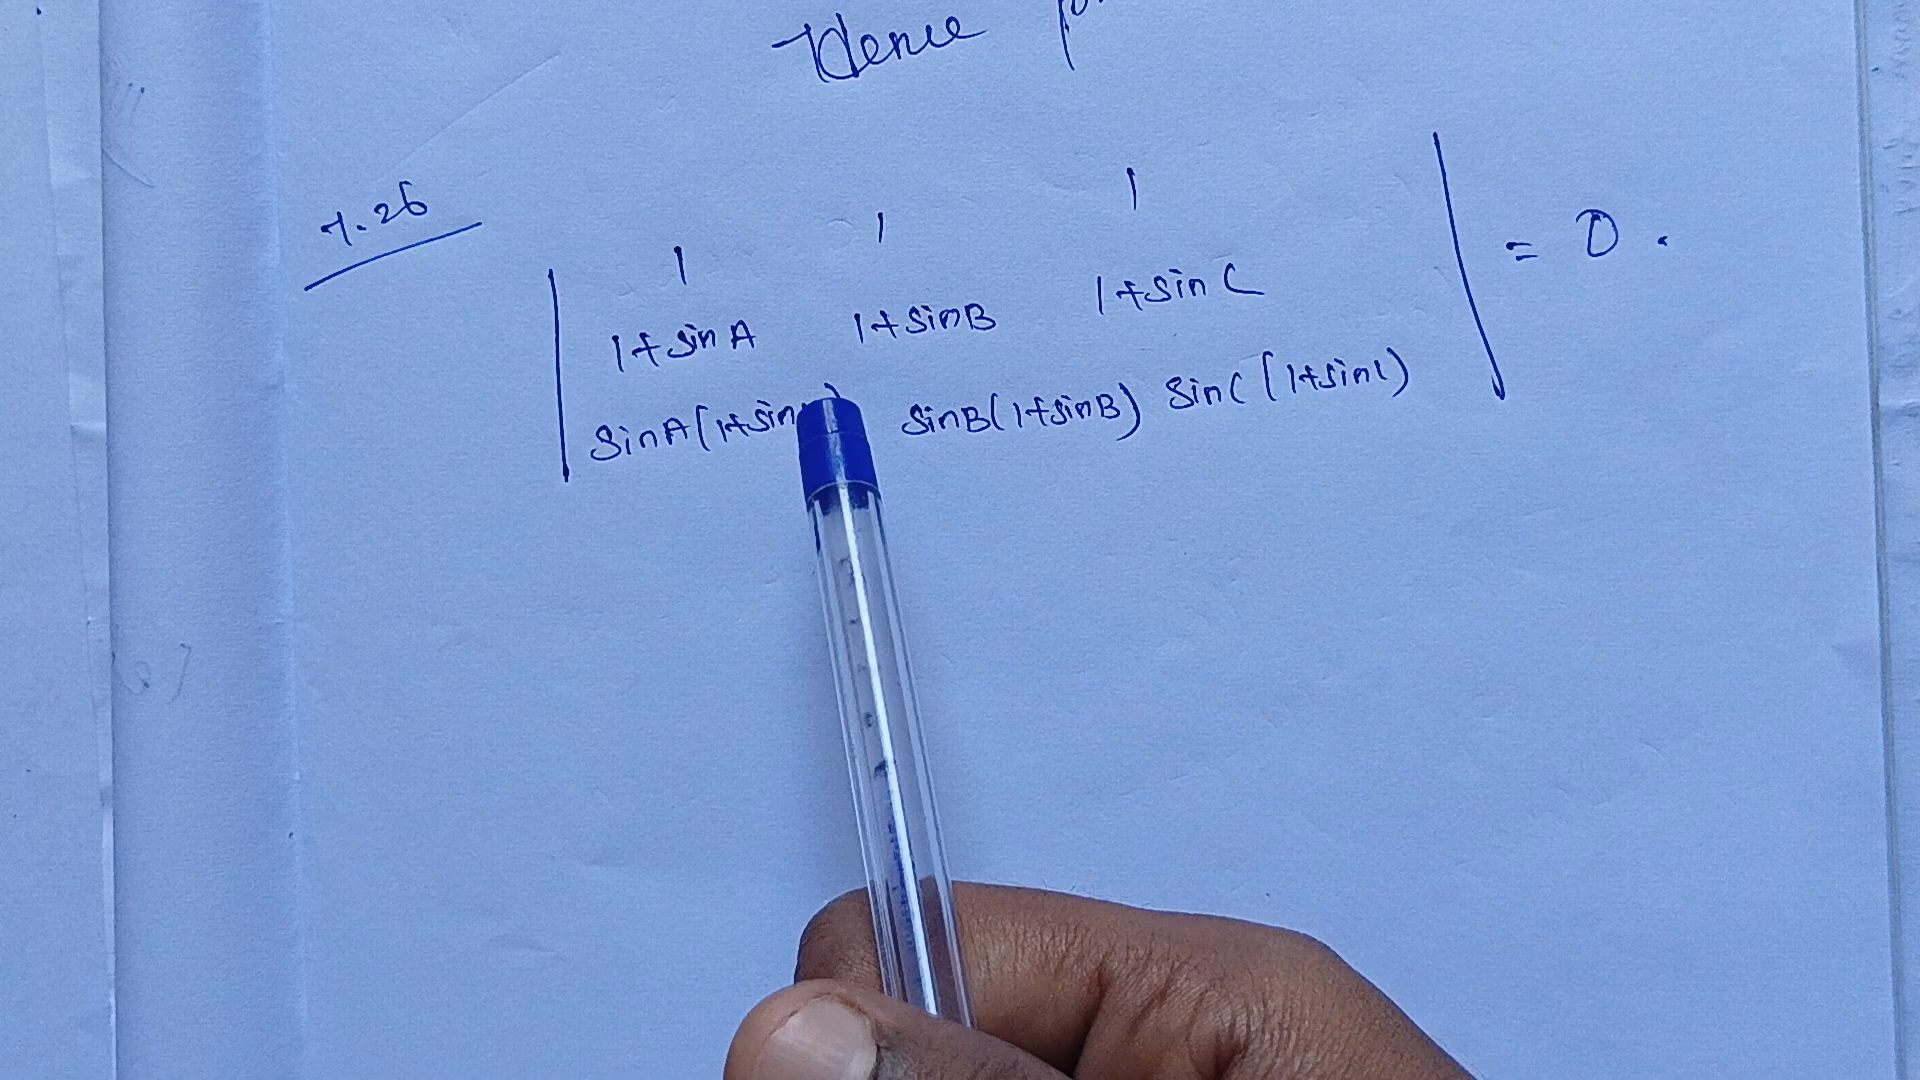 Hence
7.26
| 1 1 1 |
| 1+sin A 1+sinB 1+sin C | = 0.
| sinA(1+sin sinB(1+sinB) sinC(1+sinC) |